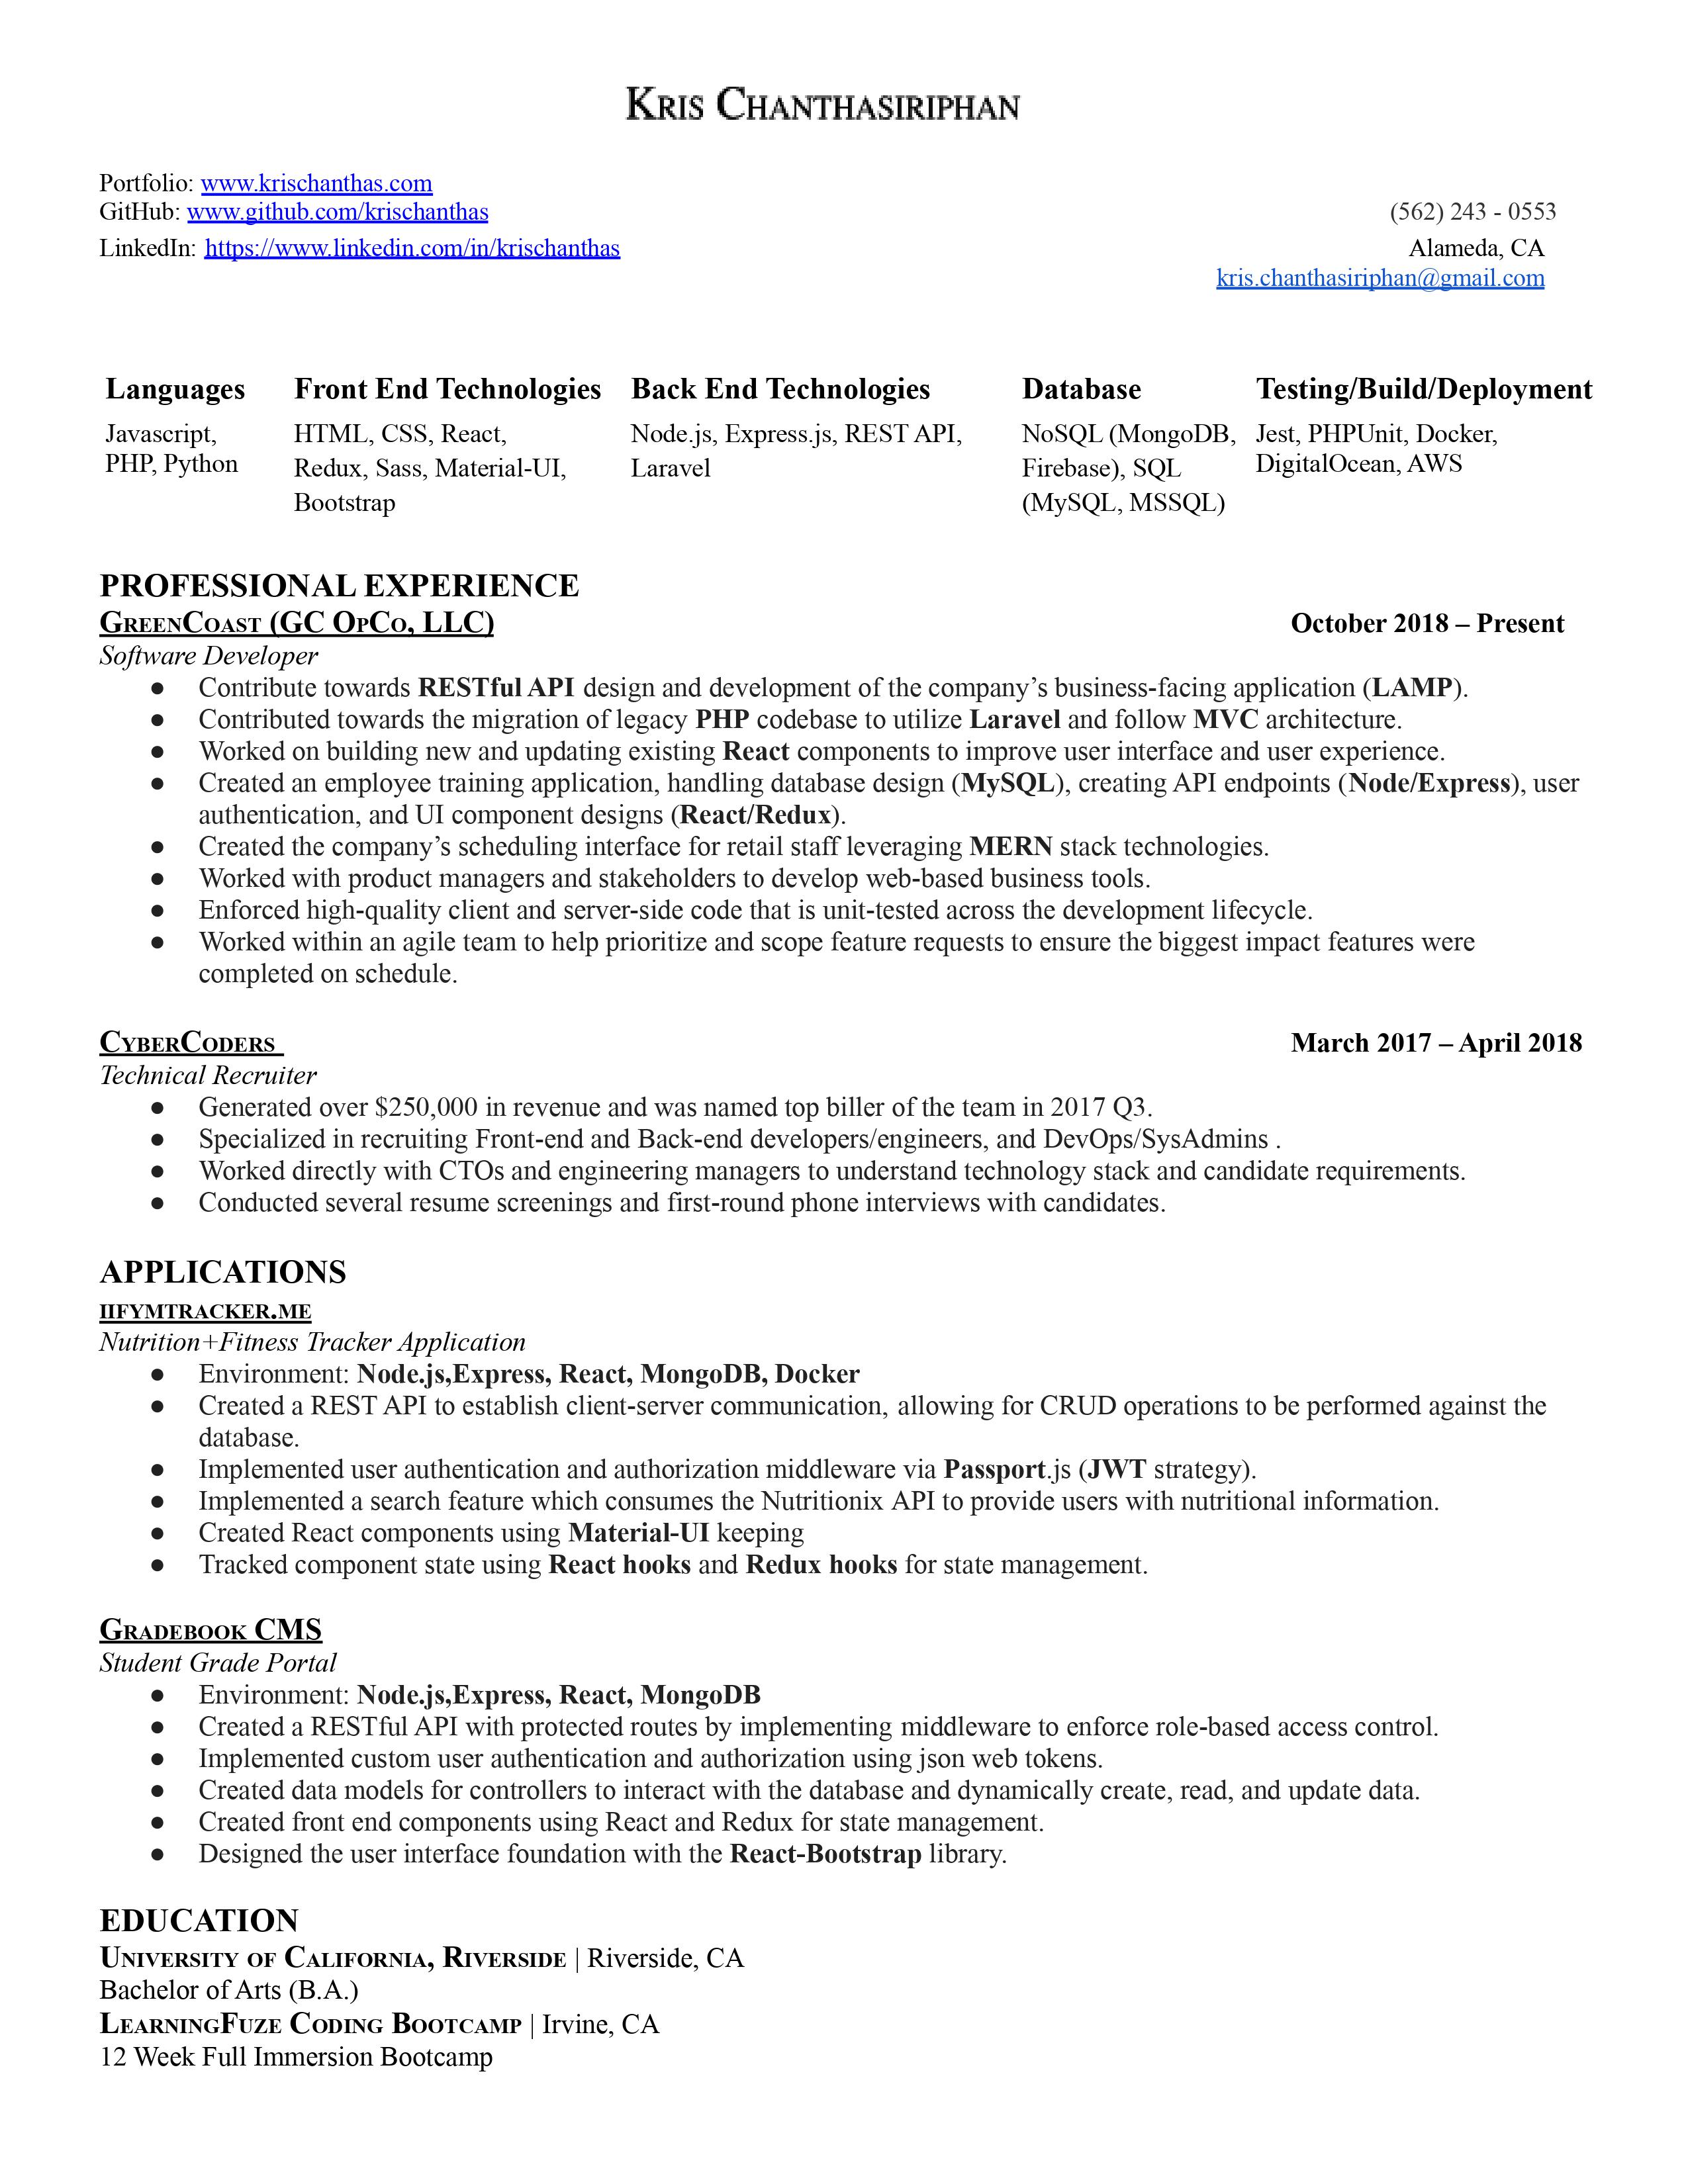 Kris Chanthasiriphan
Portfolio: www.krischanthas.com
GitHub: www.github.com/krischanthas
(562) 243 - 0553
LinkedIn: https://www.linkedin.com/in/krischanthas
Alameda, CA
kris.chanthasiriphan@gmail.com
Languages
Javascript,
PHP, Python
Front End Technologies
HTML, CSS, React,
Redux, Sass, Material-UI,
Bootstrap
Back End Technologies
Node.js, Express.js, REST API,
Laravel
Database
NoSQL (MongoDB,
Firebase), SQL
(MySQL, MSSQL)
Testing/Build/Deployment
Jest, PHPUnit, Docker,
DigitalOcean, AWS
PROFESSIONAL EXPERIENCE
GreenCoast (GC OpCo, LLC) October 2018 – Present
Software Developer
● Contribute towards RESTful API design and development of the company’s business-facing application (LAMP).
● Contributed towards the migration of legacy PHP codebase to utilize Laravel and follow MVC architecture.
● Worked on building new and updating existing React components to improve user interface and user experience.
● Created an employee training application, handling database design (MySQL), creating API endpoints (Node/Express), user
authentication, and UI component designs (React/Redux).
● Created the company’s scheduling interface for retail staff leveraging MERN stack technologies.
● Worked with product managers and stakeholders to develop web-based business tools.
● Enforced high-quality client and server-side code that is unit-tested across the development lifecycle.
● Worked within an agile team to help prioritize and scope feature requests to ensure the biggest impact features were
completed on schedule.
CyberCoders March 2017 – April 2018
Technical Recruiter
● Generated over $250,000 in revenue and was named top biller of the team in 2017 Q3.
● Specialized in recruiting Front-end and Back-end developers/engineers, and DevOps/SysAdmins .
● Worked directly with CTOs and engineering managers to understand technology stack and candidate requirements.
● Conducted several resume screenings and first-round phone interviews with candidates.
APPLICATIONS
iifymtracker.me
Nutrition+Fitness Tracker Application
● Environment: Node.js,Express, React, MongoDB, Docker
● Created a REST API to establish client-server communication, allowing for CRUD operations to be performed against the
database.
● Implemented user authentication and authorization middleware via Passport.js (JWT strategy).
● Implemented a search feature which consumes the Nutritionix API to provide users with nutritional information.
● Created React components using Material-UI keeping
● Tracked component state using React hooks and Redux hooks for state management.
Gradebook CMS
Student Grade Portal
● Environment: Node.js,Express, React, MongoDB
● Created a RESTful API with protected routes by implementing middleware to enforce role-based access control.
● Implemented custom user authentication and authorization using json web tokens.
● Created data models for controllers to interact with the database and dynamically create, read, and update data.
● Created front end components using React and Redux for state management.
● Designed the user interface foundation with the React-Bootstrap library.
EDUCATION
University of California, Riverside | Riverside, CA
Bachelor of Arts (B.A.)
LearningFuze Coding Bootcamp | Irvine, CA
12 Week Full Immersion Bootcamp